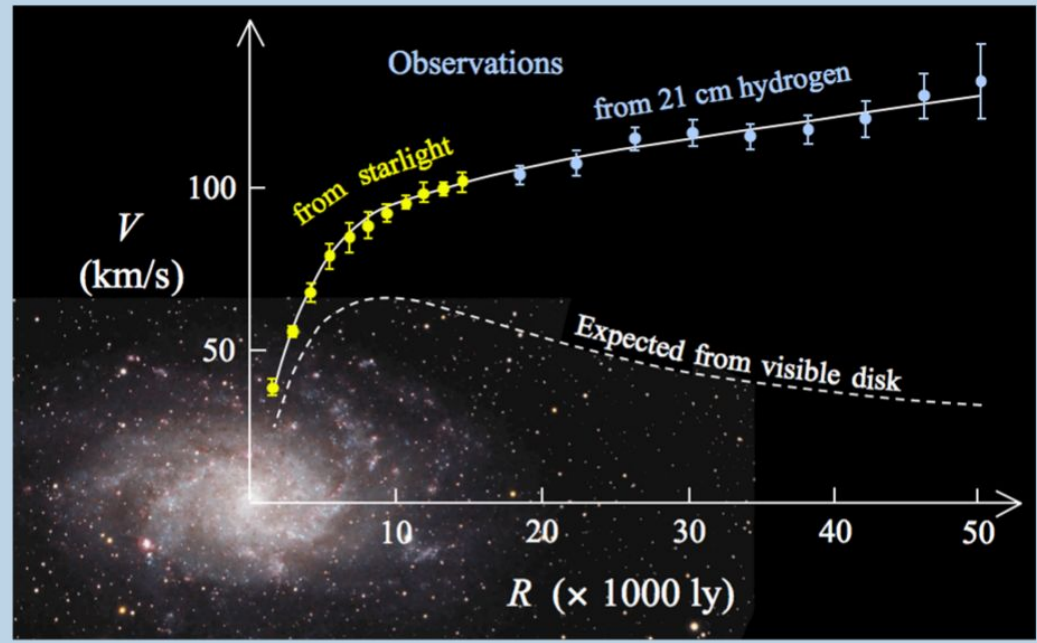 Observations
from 21 cm hydrogen
from starlight
100
V
(km/s)
50
Expected from visible disk
10
20
30
40
50
R (× 1000 ly)